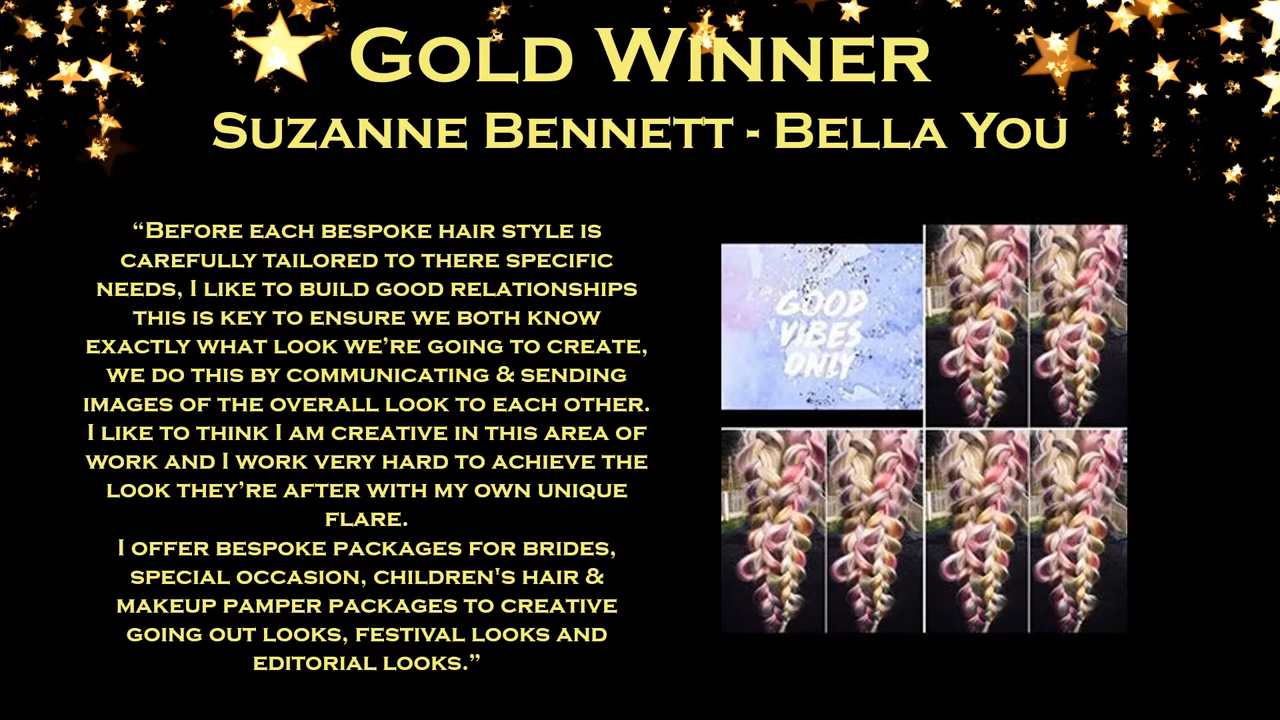 GOLD WINNER
SUZANNE BENNETT - BELLA YOU
“BEFORE EACH BESPOKE HAIR STYLE IS
CAREFULLY TAILORED TO THERE SPECIFIC
NEEDS, I LIKE TO BUILD GOOD RELATIONSHIPS
THIS IS KEY TO ENSURE WE BOTH KNOW
EXACTLY WHAT LOOK WE’RE GOING TO CREATE,
WE DO THIS BY COMMUNICATING & SENDING
IMAGES OF THE OVERALL LOOK TO EACH OTHER.
I LIKE TO THINK I AM CREATIVE IN THIS AREA OF
WORK AND I WORK VERY HARD TO ACHIEVE THE
LOOK THEY’RE AFTER WITH MY OWN UNIQUE
FLARE.
I OFFER BESPOKE PACKAGES FOR BRIDES,
SPECIAL OCCASION, CHILDREN'S HAIR &
MAKEUP PAMPER PACKAGES TO CREATIVE
GOING OUT LOOKS, FESTIVAL LOOKS AND
EDITORIAL LOOKS.”
GOOD
VIBES
ONLY